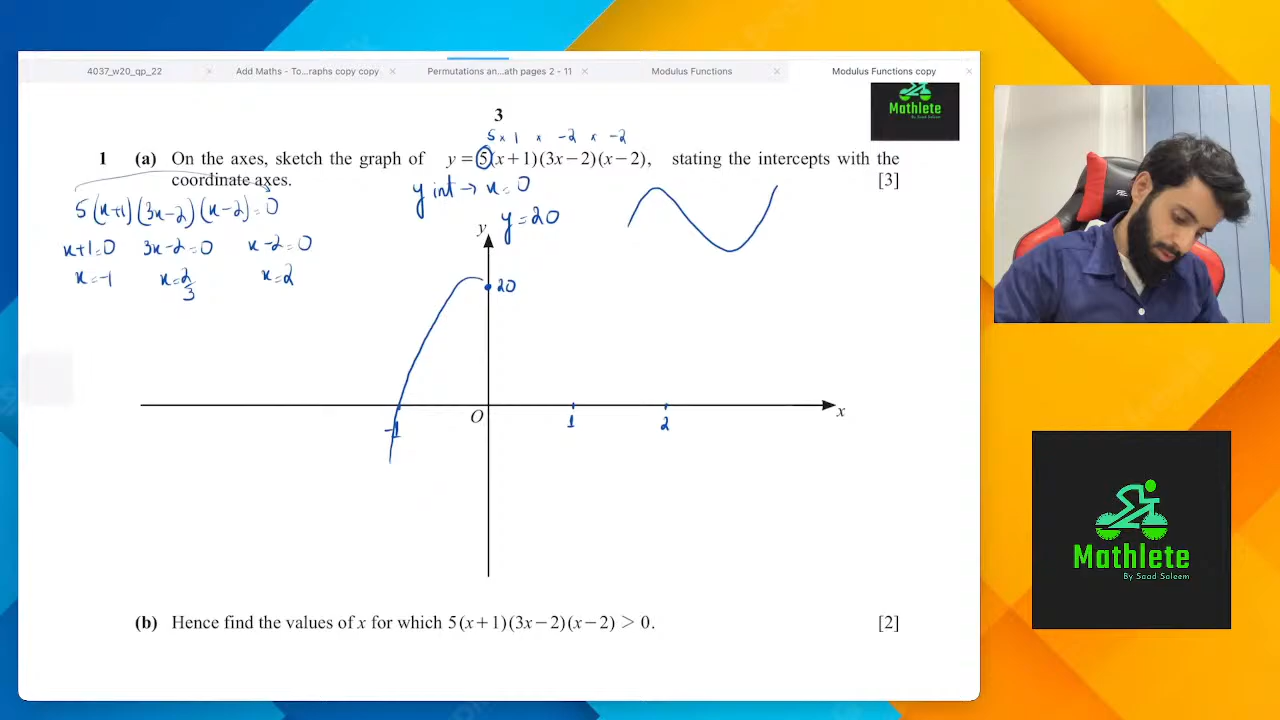 4037_w20_qp_22 × Add Maths - To...raphs copy copy × Permutations an...ath pages 2 - 11 × Modulus Functions × Modulus Functions copy ×
Mathlete
By Saad Saleem
3
5 × 1 × -2 × -2
1 (a) On the axes, sketch the graph of y = 5(x+1)(3x−2)(x−2), stating the intercepts with the
coordinate axes. [3]
y int → x = 0
5(x+1)(3x-2)(x-2)=0
y = 20
x+1=0 3x-2=0 x-2=0
x=-1 x=2/3 x=2
y
20
O
x
-1 1 2
(b) Hence find the values of x for which 5(x+1)(3x−2)(x−2) > 0. [2]
Mathlete
By Saad Saleem